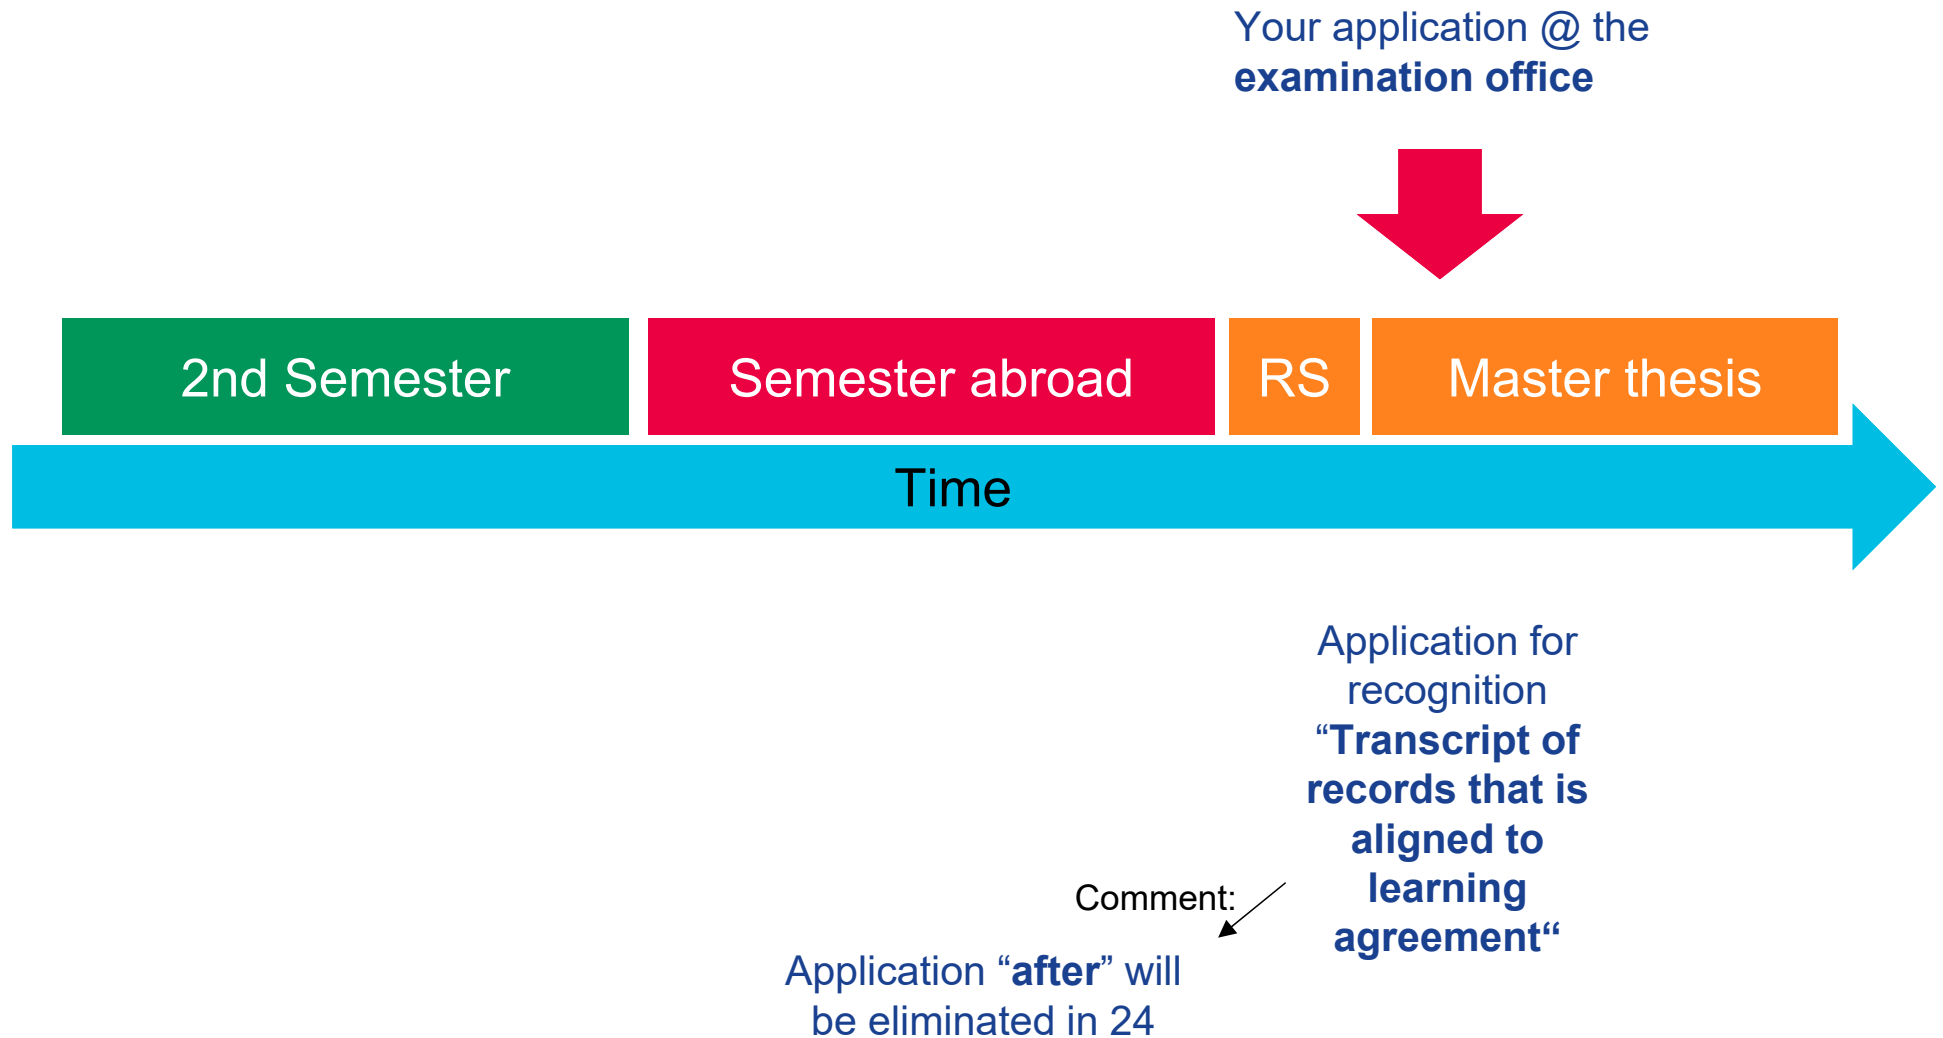 Your application @ the
examination office
2nd Semester
Semester abroad
RS
Master thesis
Time
Application for
recognition
“Transcript of
records that is
aligned to
learning
agreement“
Comment:
Application “after” will
be eliminated in 24